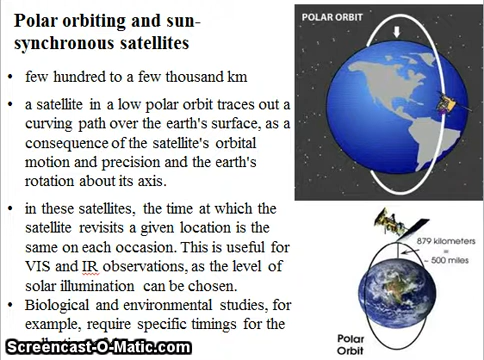 Polar orbiting and sun-
synchronous satellites
• few hundred to a few thousand km
• a satellite in a low polar orbit traces out a
curving path over the earth's surface, as a
consequence of the satellite's orbital
motion and precision and the earth's
rotation about its axis.
• in these satellites, the time at which the
satellite revisits a given location is the
same on each occasion. This is useful for
VIS and IR observations, as the level of
solar illumination can be chosen.
• Biological and environmental studies, for
example, require specific timings for the
Screencast-O-Matic.com
POLAR ORBIT
879 kilometers
=
~ 500 miles
Polar
Orbit